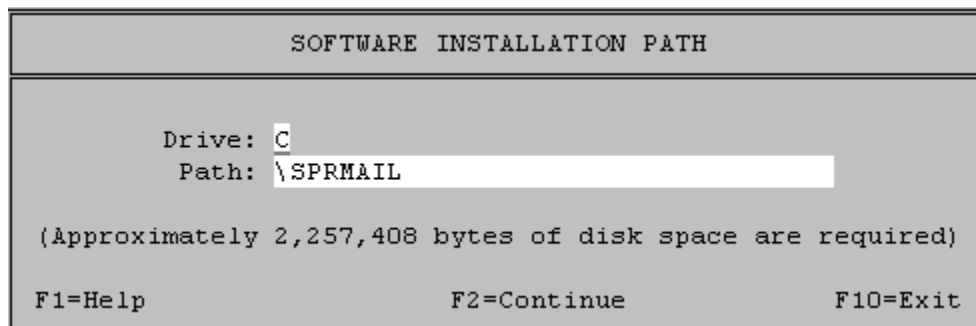 SOFTWARE INSTALLATION PATH
Drive: C
Path: \SPRMAIL
(Approximately 2,257,408 bytes of disk space are required)
F1=Help F2=Continue F10=Exit